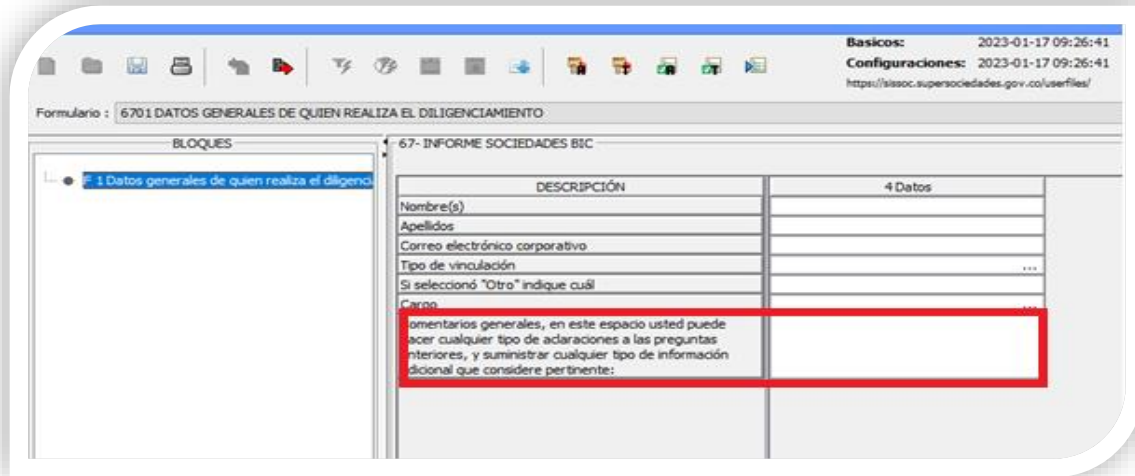 Basicos: 2023-01-17 09:26:41
Configuraciones: 2023-01-17 09:26:41
https://sissoc.supersociedades.gov.co/userfiles/
Formulario : 6701 DATOS GENERALES DE QUIEN REALIZA EL DILIGENCIAMIENTO
BLOQUES
67- INFORME SOCIEDADES BIC
F 1 Datos generales de quien realiza el diligenci
DESCRIPCIÓN 4 Datos
Nombre(s)
Apellidos
Correo electrónico corporativo
Tipo de vinculación ...
Si seleccionó "Otro" indique cuál
Cargo ...
omentarios generales, en este espacio usted puede
acer cualquier tipo de aclaraciones a las preguntas
nteriores, y suministrar cualquier tipo de información
dicional que considere pertinente: